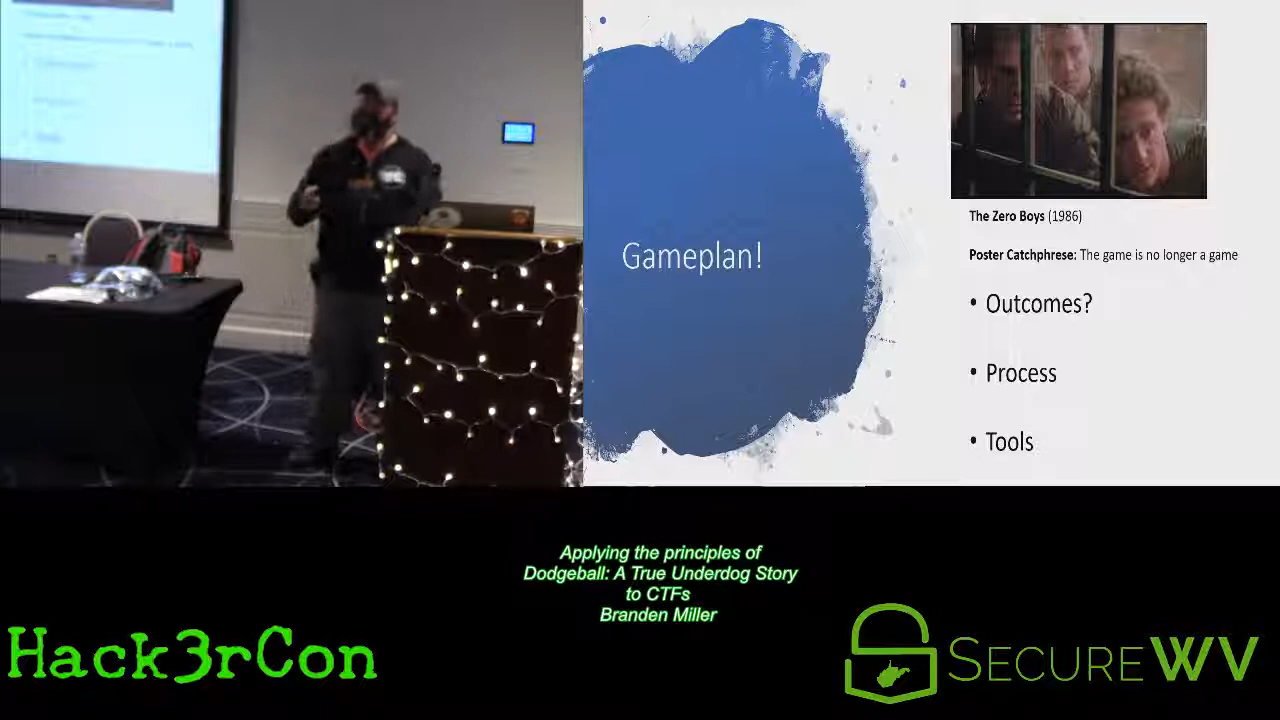 Gameplan!
The Zero Boys (1986)
Poster Catchphrese: The game is no longer a game
• Outcomes?
• Process
• Tools
Applying the principles of
Dodgeball: A True Underdog Story
to CTFs
Branden Miller
Hack3rCon
SECUREWV